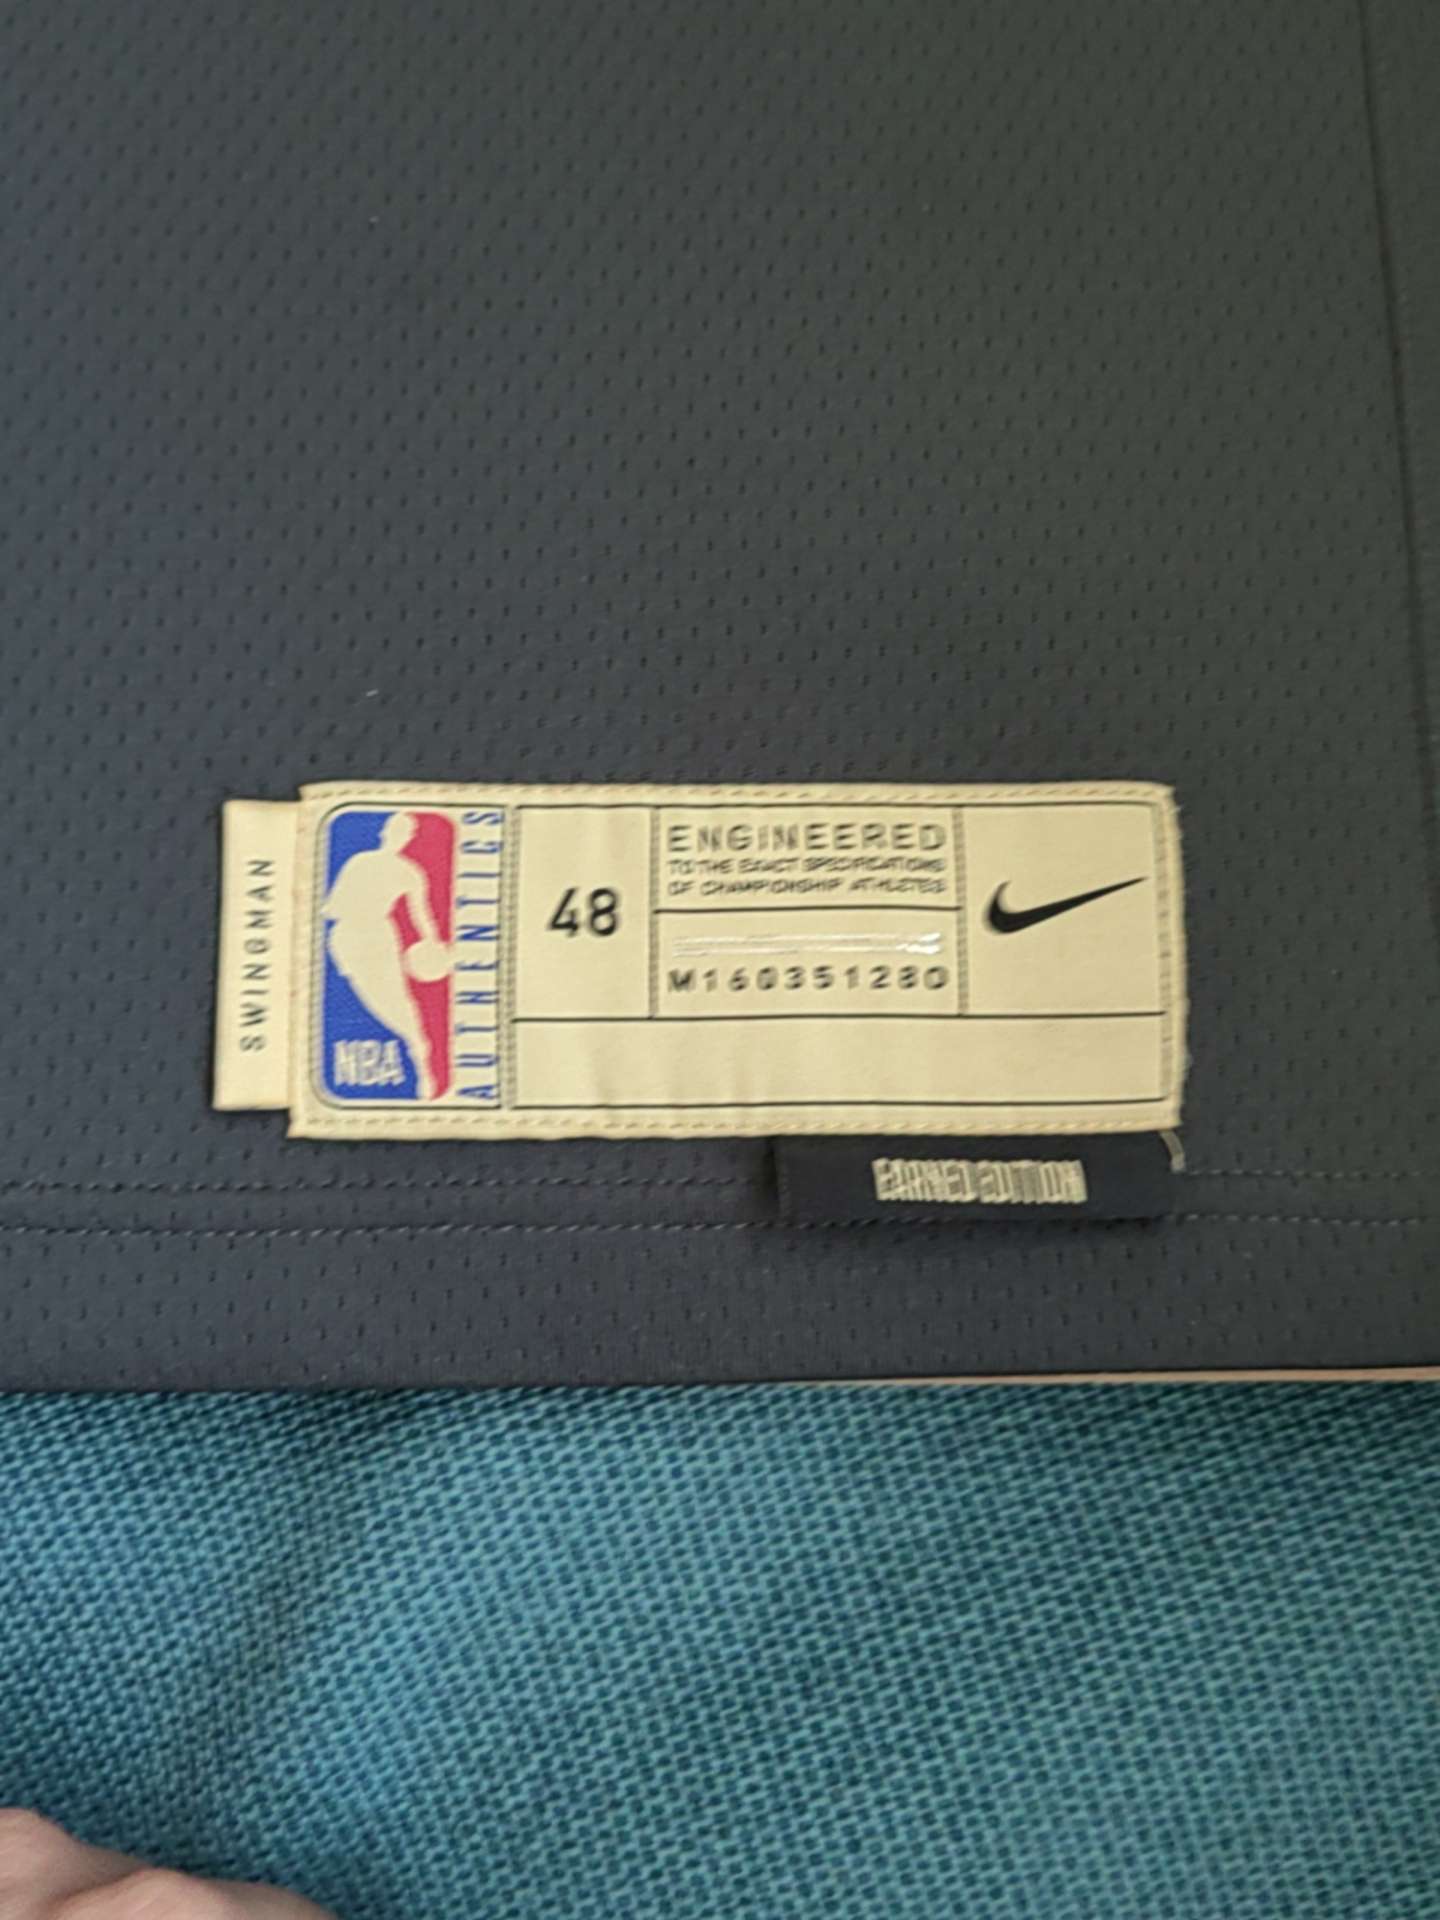 SWINGMAN
NBA
AUTHENTICS
48
ENGINEERED
TO THE EXACT SPECIFICATIONS
OF CHAMPIONSHIP ATHLETES
M160351280
EARNED EDITION